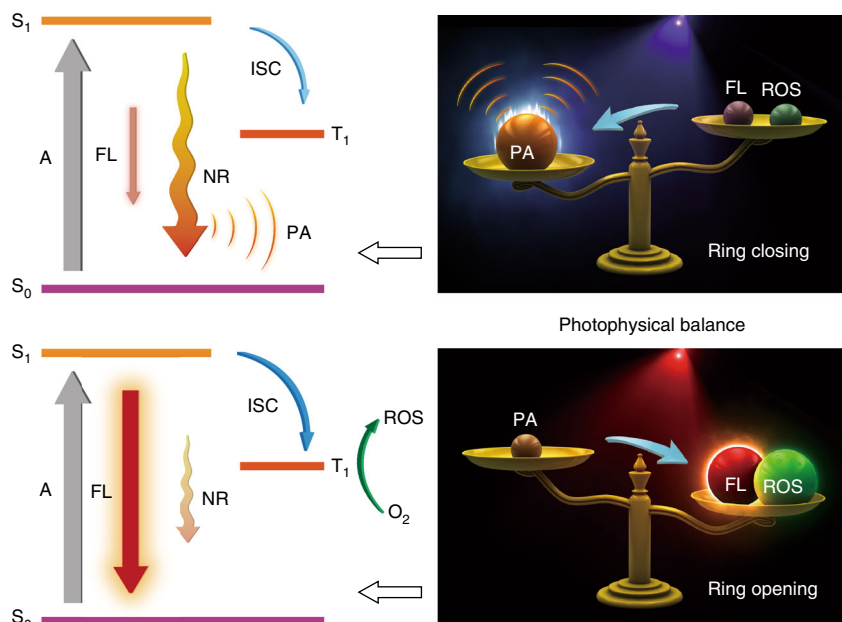 S1
ISC
T1
A
FL
NR
PA
S0
FL ROS
PA
Ring closing
Photophysical balance
S1
ISC
ROS
T1
A
FL
NR
O2
PA
FL ROS
Ring opening